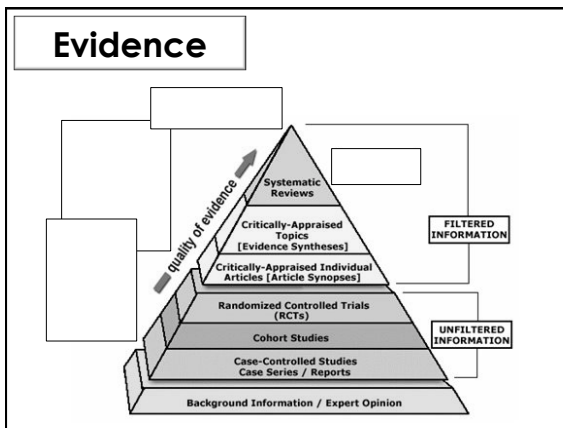 Evidence
quality of evidence
Systematic
Reviews
Critically-Appraised
Topics
[Evidence Syntheses]
Critically-Appraised Individual
Articles [Article Synopses]
Randomized Controlled Trials
(RCTs)
Cohort Studies
Case-Controlled Studies
Case Series / Reports
Background Information / Expert Opinion
FILTERED
INFORMATION
UNFILTERED
INFORMATION